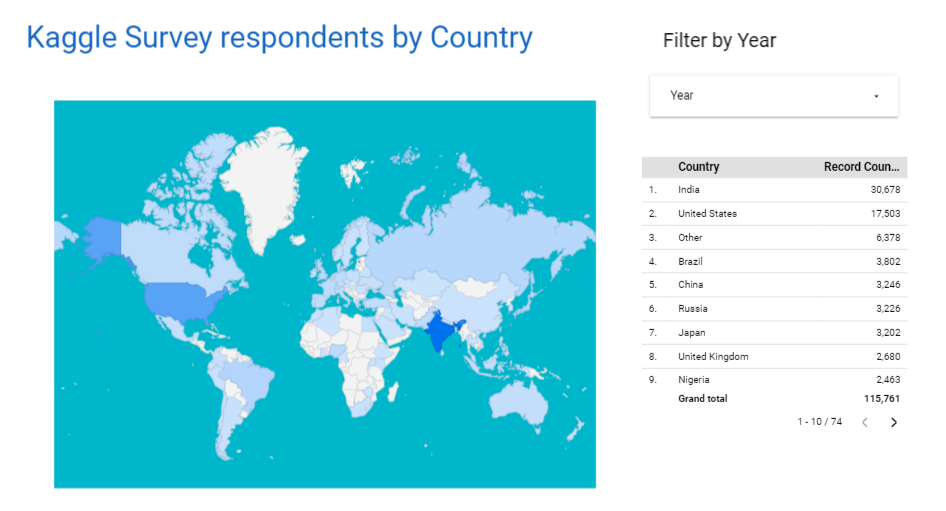 Kaggle Survey respondents by Country
Filter by Year
Year
Country Record Coun...
1. India 30,678
2. United States 17,503
3. Other 6,378
4. Brazil 3,802
5. China 3,246
6. Russia 3,226
7. Japan 3,202
8. United Kingdom 2,680
9. Nigeria 2,463
Grand total 115,761
1 - 10 / 74